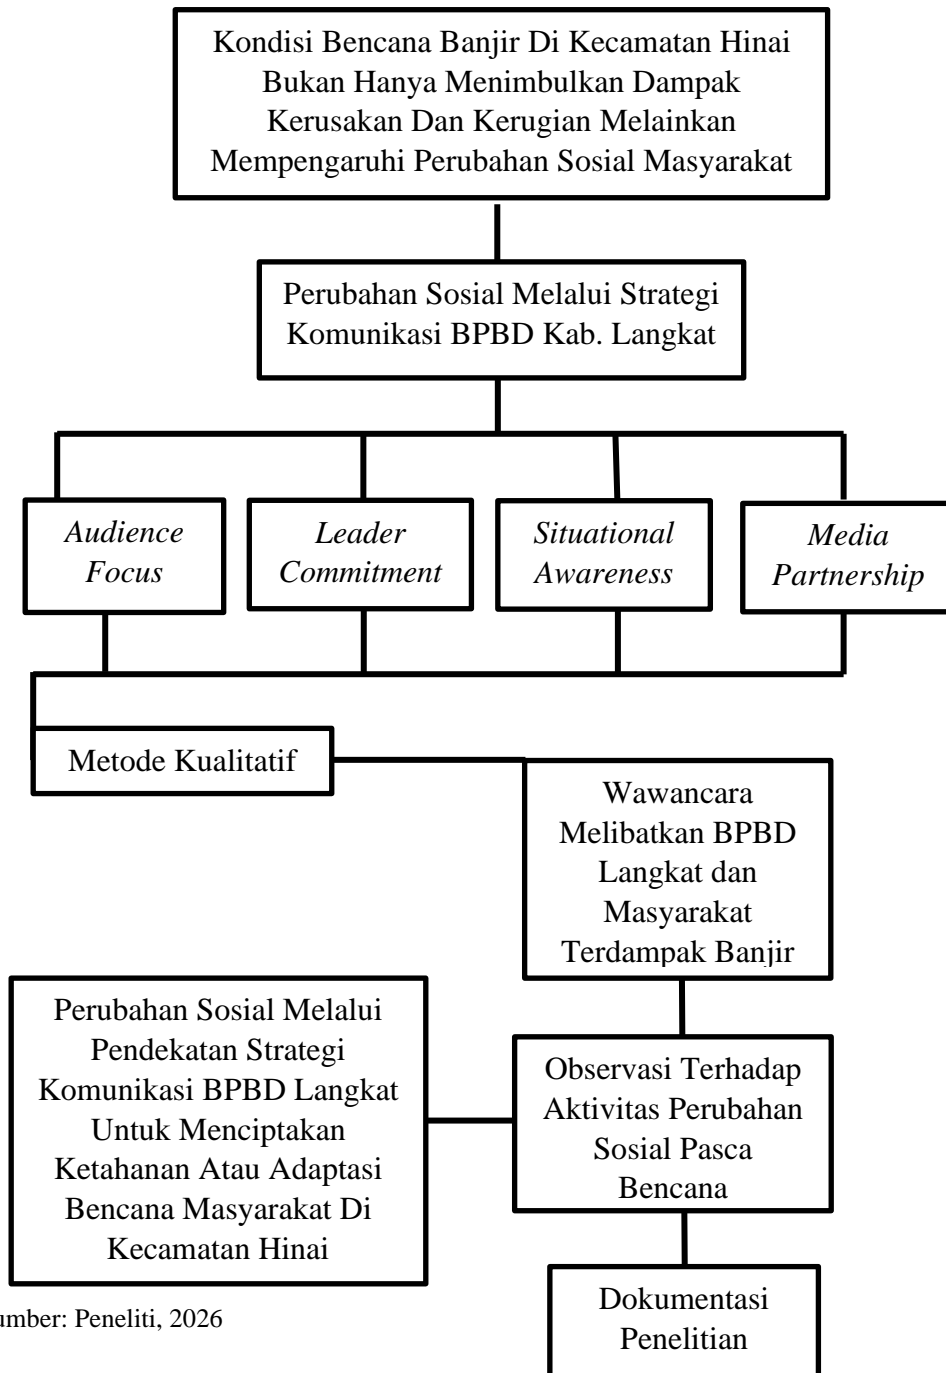 Kondisi Bencana Banjir Di Kecamatan Hinai
Bukan Hanya Menimbulkan Dampak
Kerusakan Dan Kerugian Melainkan
Mempengaruhi Perubahan Sosial Masyarakat
Perubahan Sosial Melalui Strategi
Komunikasi BPBD Kab. Langkat
Audience
Focus
Leader
Commitment
Situational
Awareness
Media
Partnership
Metode Kualitatif
Wawancara
Melibatkan BPBD
Langkat dan
Masyarakat
Terdampak Banjir
Observasi Terhadap
Aktivitas Perubahan
Sosial Pasca
Bencana
Perubahan Sosial Melalui
Pendekatan Strategi
Komunikasi BPBD Langkat
Untuk Menciptakan
Ketahanan Atau Adaptasi
Bencana Masyarakat Di
Kecamatan Hinai
Dokumentasi
Penelitian
umber: Peneliti, 2026